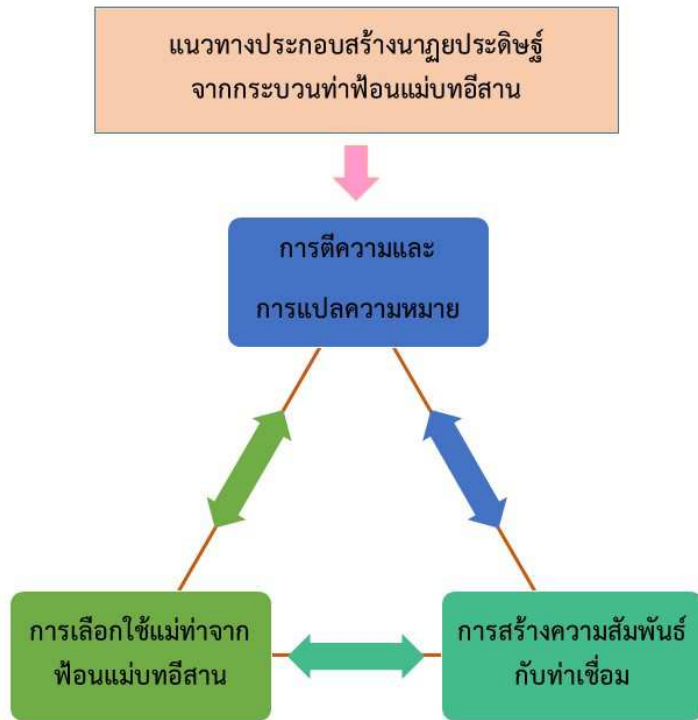 แนวทางประกอบสร้างนาฏยประดิษฐ์
จากกระบวนท่าฟ้อนแม่บทอีสาน
การตีความและ
การแปลความหมาย
การเลือกใช้แม่ท่าจาก
ฟ้อนแม่บทอีสาน
การสร้างความสัมพันธ์
กับท่าเชื่อม